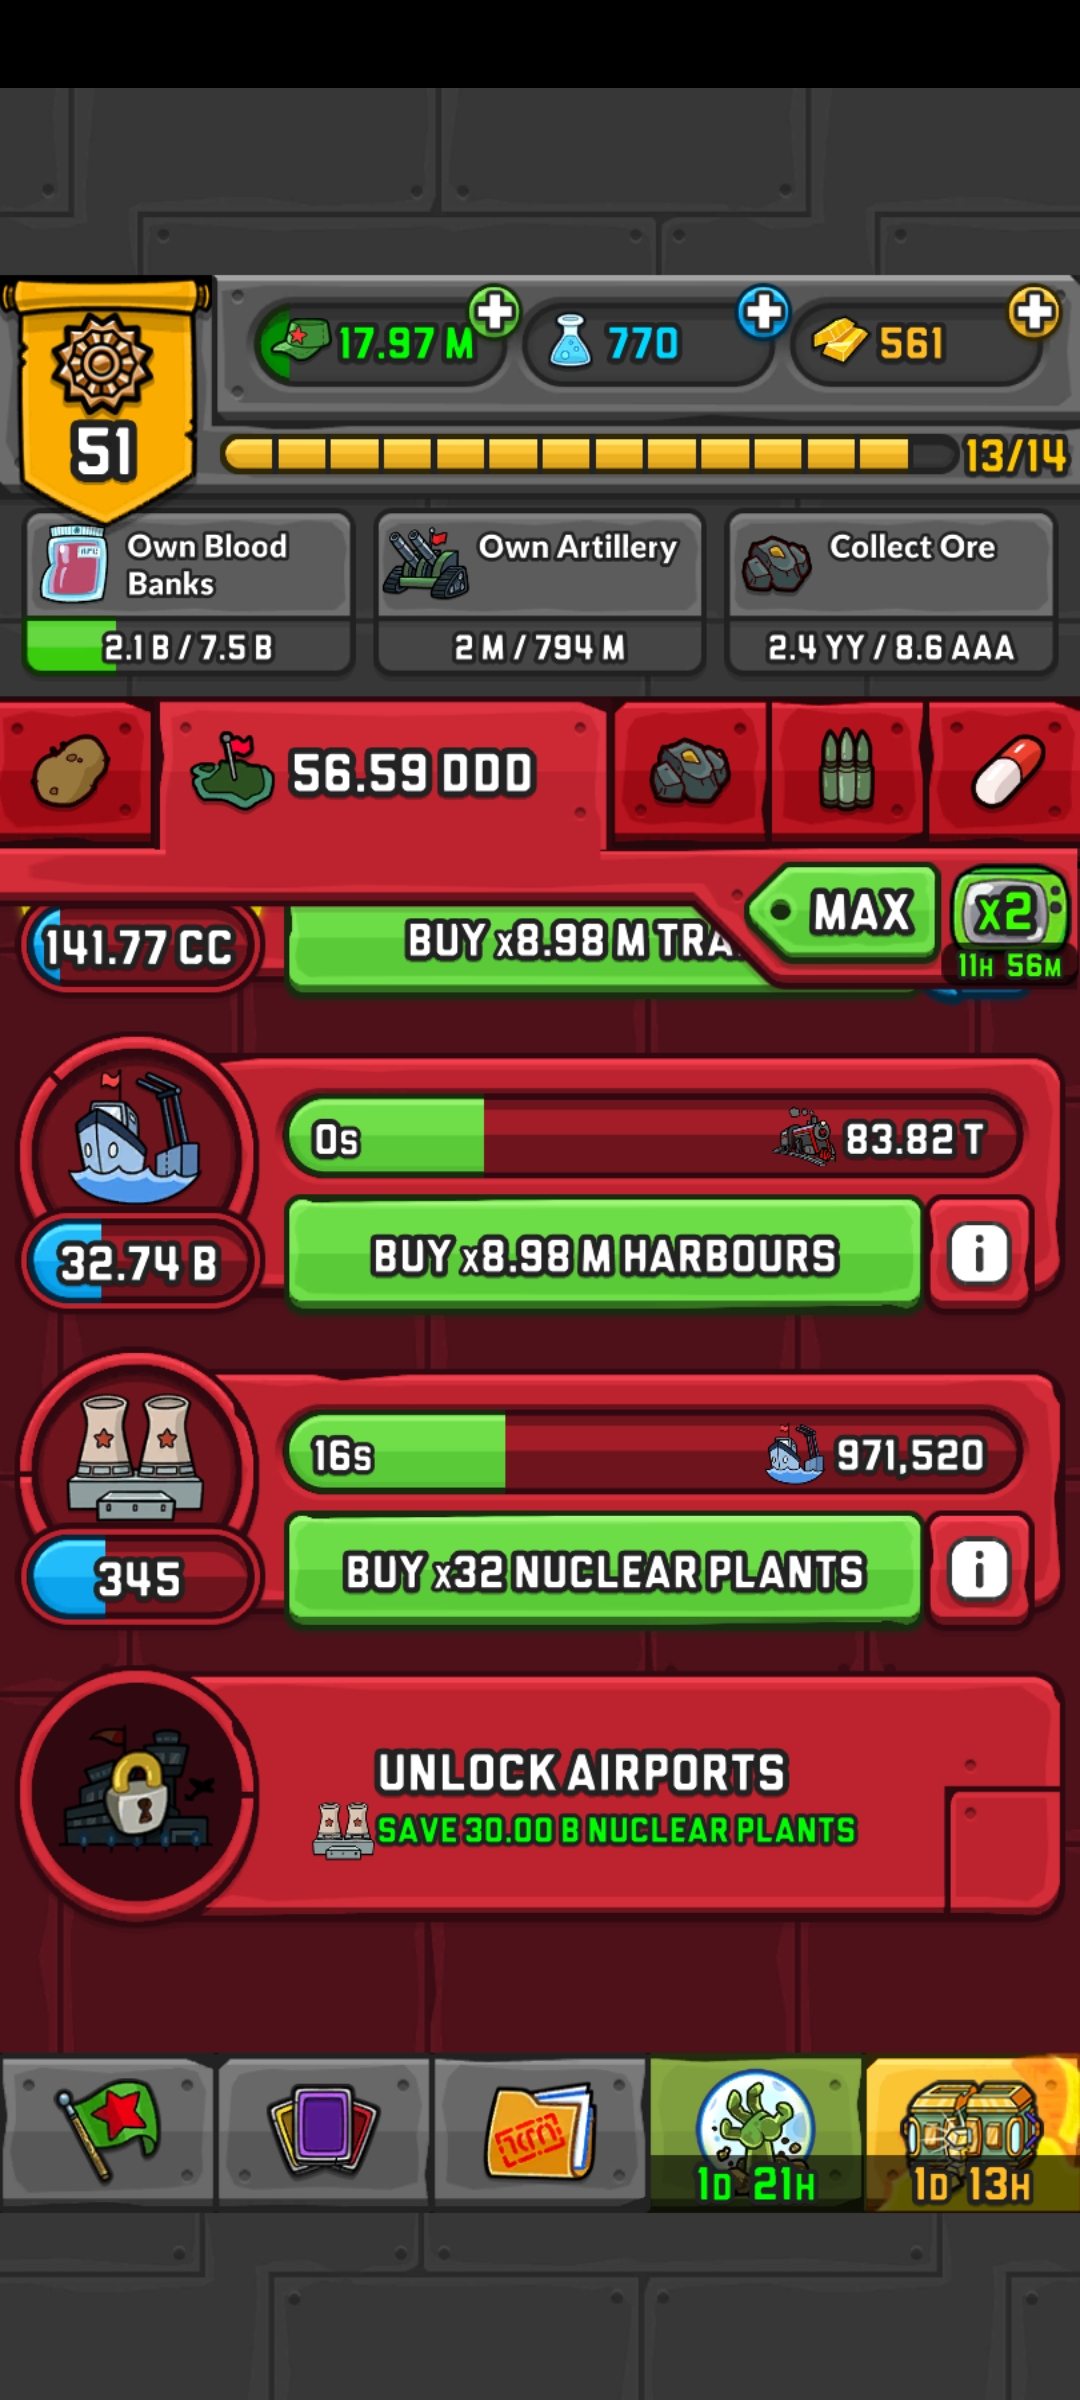 17.97 M
770
561
51
13/14
Own Blood Banks
Own Artillery
Collect Ore
2.1 B / 7.5 B
2 M / 794 M
2.4 YY / 8.6 AAA
56.59 DDD
MAX
x2
11H 56M
141.77 CC
BUY x8.98 M TRA
0s
83.82 T
32.74 B
BUY x8.98 M HARBOURS
i
16s
971,520
345
BUY x32 NUCLEAR PLANTS
i
UNLOCK AIRPORTS
SAVE 30.00 B NUCLEAR PLANTS
1D 21H
1D 13H